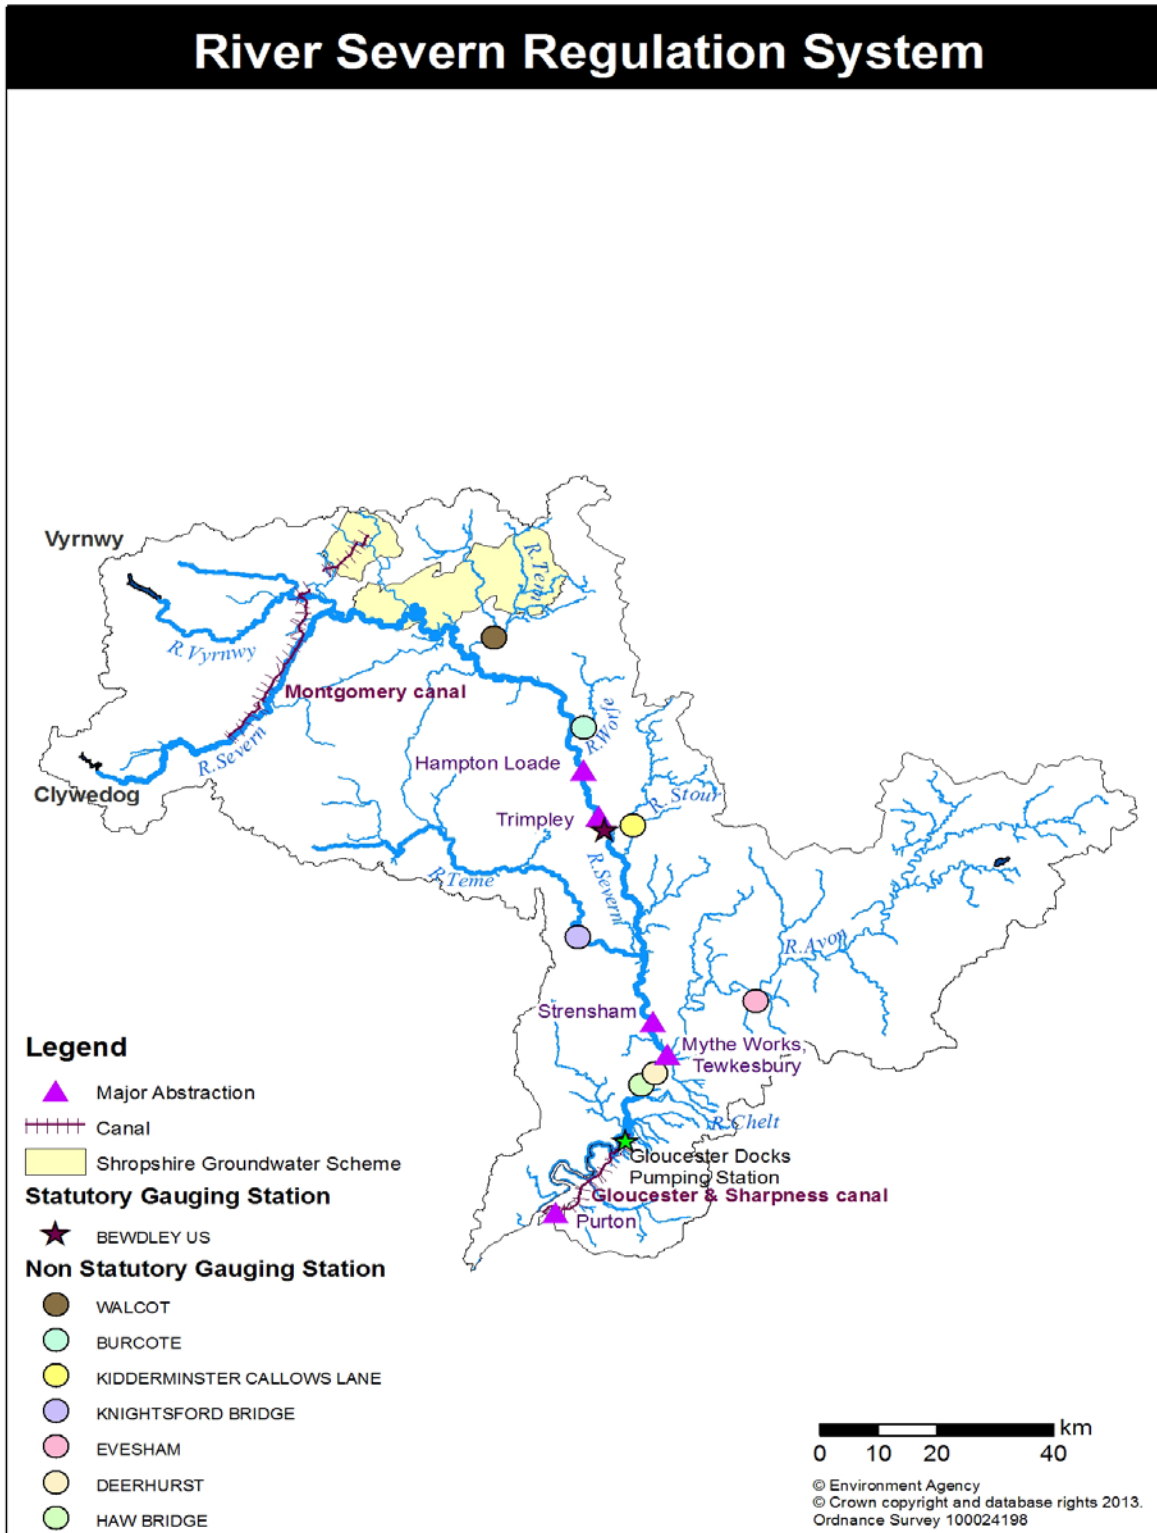 River Severn Regulation System
Vyrnwy
R.Tern
R.Vyrnwy
Montgomery canal
R.Worfe
R.Severn
Hampton Loade
Clywedog
R. Stour
Trimpley
R.Severn
R.Teme
R.Avon
Strensham
Mythe Works,
Tewkesbury
R.Chelt
Gloucester Docks
Pumping Station
Gloucester & Sharpness canal
Purton
Legend
Major Abstraction
Canal
Shropshire Groundwater Scheme
Statutory Gauging Station
BEWDLEY US
Non Statutory Gauging Station
WALCOT
BURCOTE
KIDDERMINSTER CALLOWS LANE
KNIGHTSFORD BRIDGE
EVESHAM
DEERHURST
HAW BRIDGE
km
0 10 20 40
© Environment Agency
© Crown copyright and database rights 2013.
Ordnance Survey 100024198